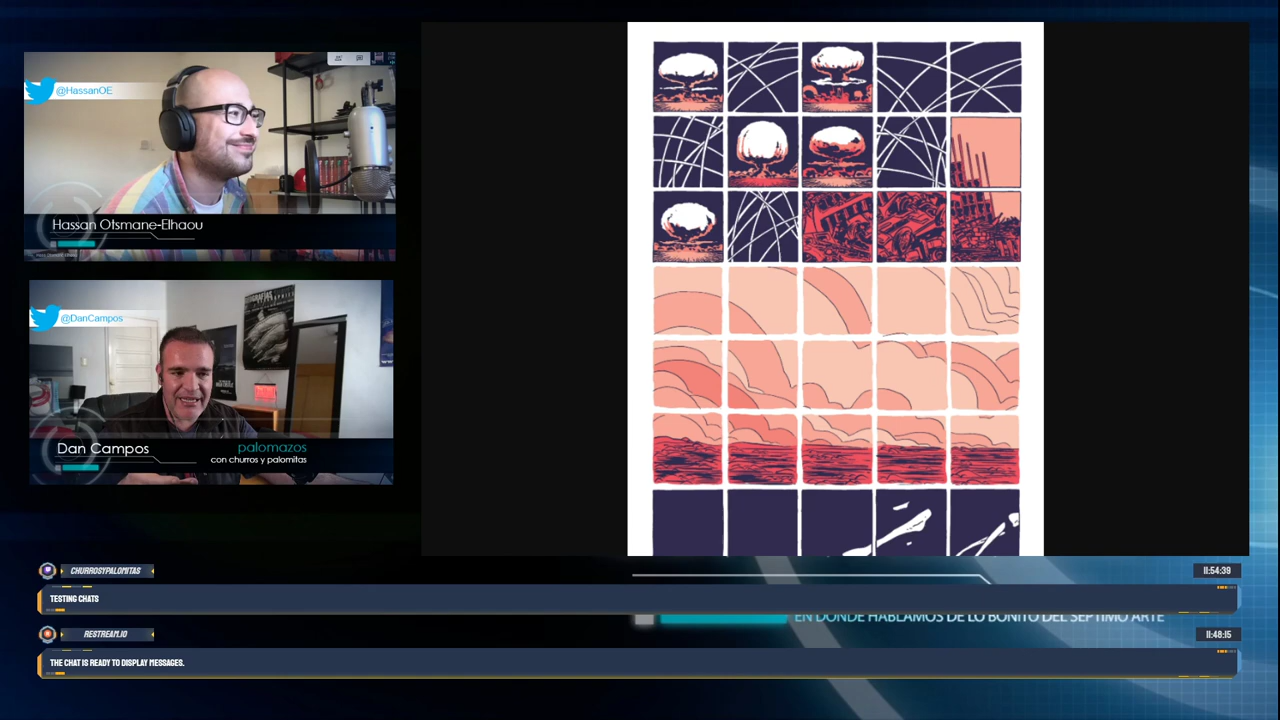 @HassanOE
Hassan Otsmane-Elhaou
@DanCampos
Dan Campos
palomazos
con churros y palomitas
CHURROSYPALOMITAS
11:54:39
TESTING CHATS
EN DONDE HABLAMOS DE LO BONITO DEL SÉPTIMO ARTE
RESTREAM.IO
11:48:15
THE CHAT IS READY TO DISPLAY MESSAGES.